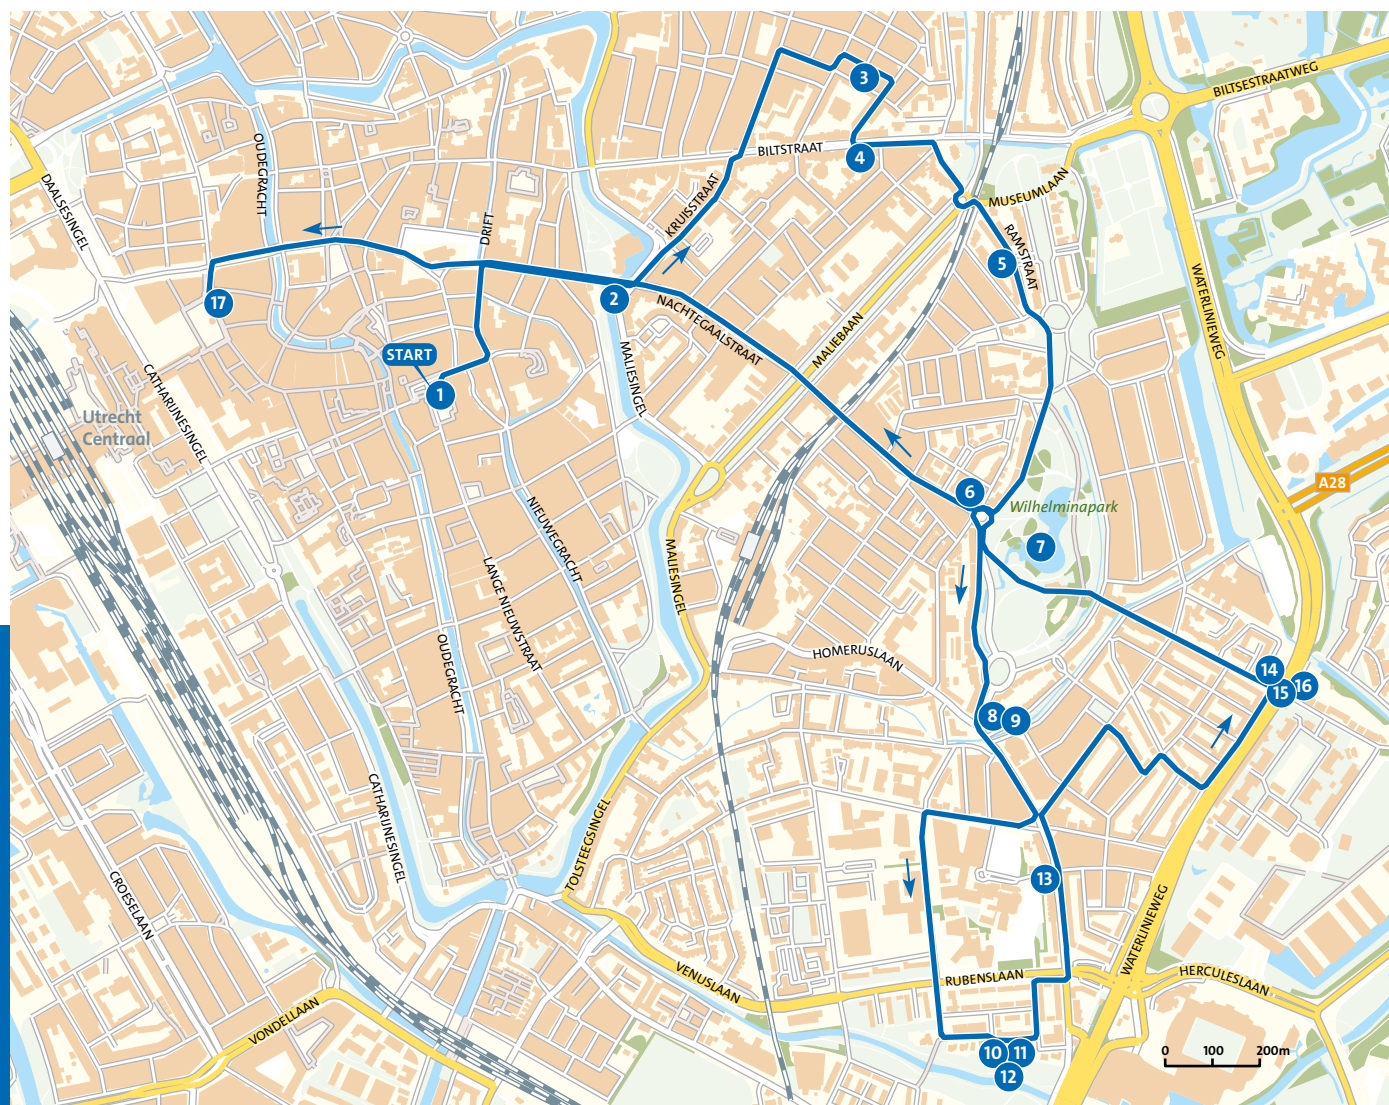 BILTSESTRAATWEG
3
OUDEGRACHT
BILTSTRAAT
4
DAALSESINGEL
KRUISSTRAAT
MUSEUMLAAN
DRIFT
RAMSTRAAT
5
17
2
NACHTEGAALSTRAAT
WATERLINIEWEG
MALIEBAAN
START
1
MALIESINGEL
CATHARIJNESINGEL
Utrecht
Centraal
A28
6
Wilhelminapark
7
NIEUWEGRACHT
MALIESINGEL
LANGE NIEUWSTRAAT
HOMERUSLAAN
OUDEGRACHT
14
15
16
8
9
CATHARIJNESINGEL
TOLSTEEGSINGEL
13
CROESELAAN
WATERLINIEWEG
VENUSLAAN
RUBENSLAAN
HERCULESLAAN
VONDELLAAN
10
11
12
0 100 200m